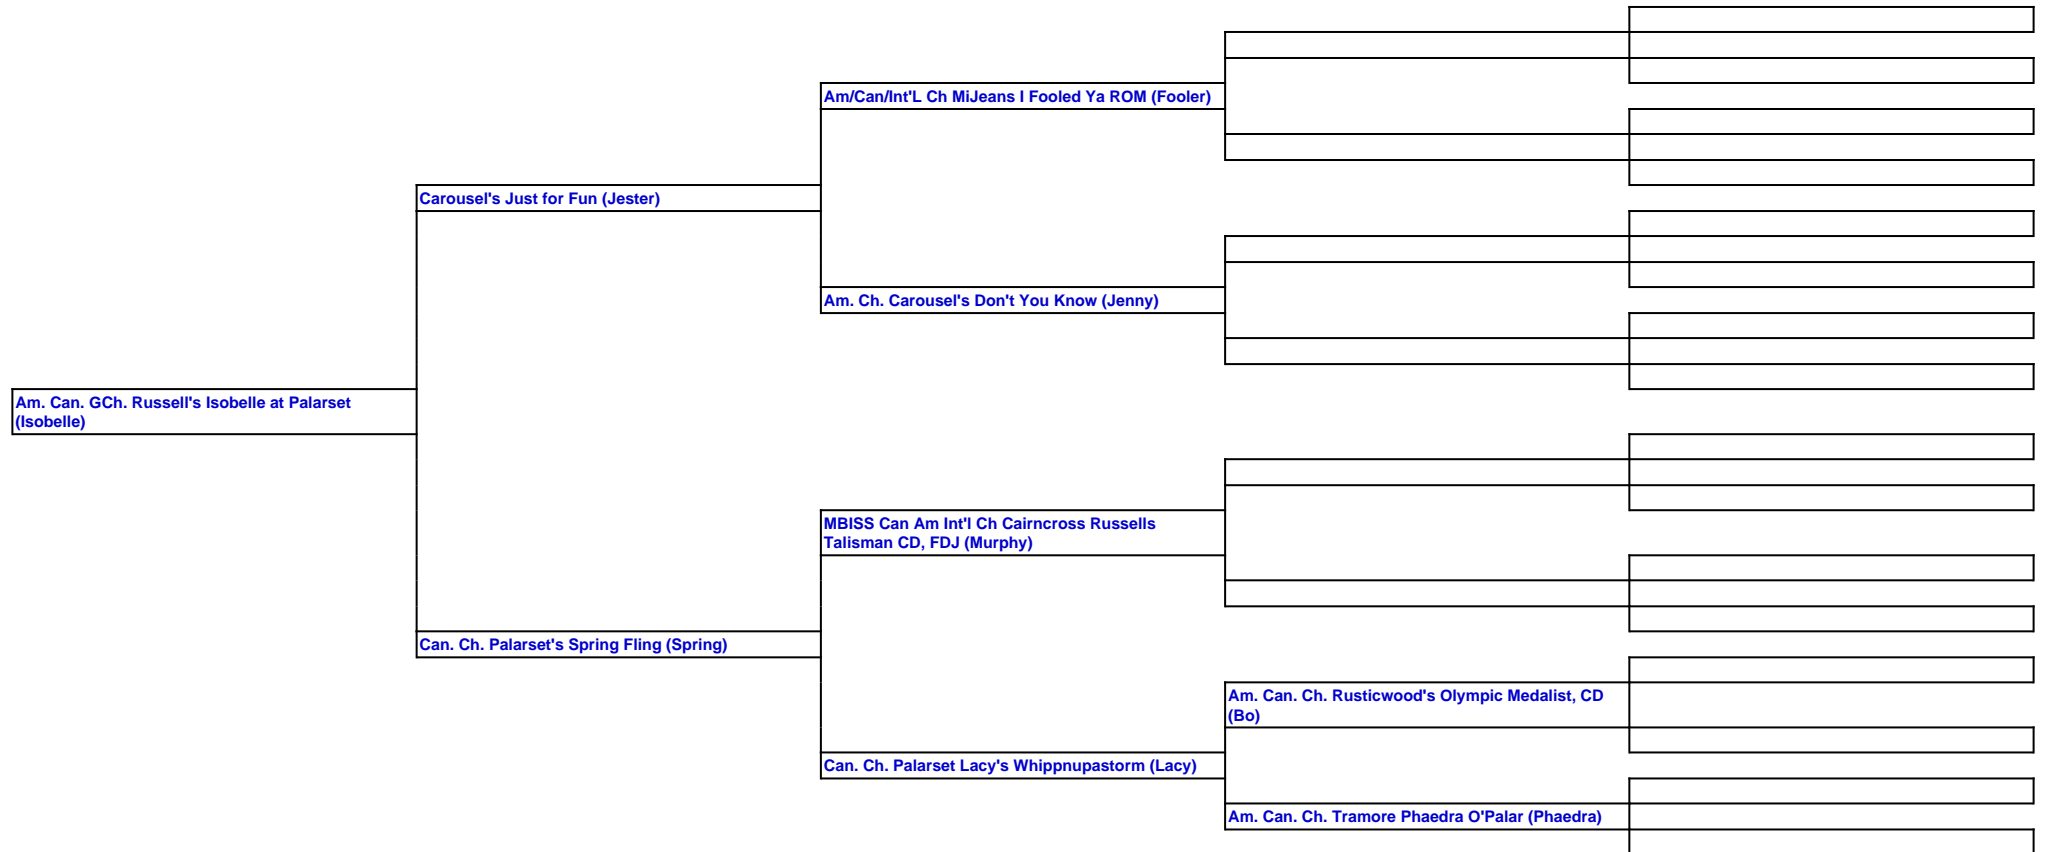 Am/Can/Int'L Ch MiJeans I Fooled Ya ROM (Fooler)
Carousel's Just for Fun (Jester)
Am. Ch. Carousel's Don't You Know (Jenny)
Am. Can. GCh. Russell's Isobelle at Palarset
(Isobelle)
MBISS Can Am Int'l Ch Cairncross Russells
Talisman CD, FDJ (Murphy)
Can. Ch. Palarset's Spring Fling (Spring)
Am. Can. Ch. Rusticwood's Olympic Medalist, CD
(Bo)
Can. Ch. Palarset Lacy's Whippnupastorm (Lacy)
Am. Can. Ch. Tramore Phaedra O'Palar (Phaedra)